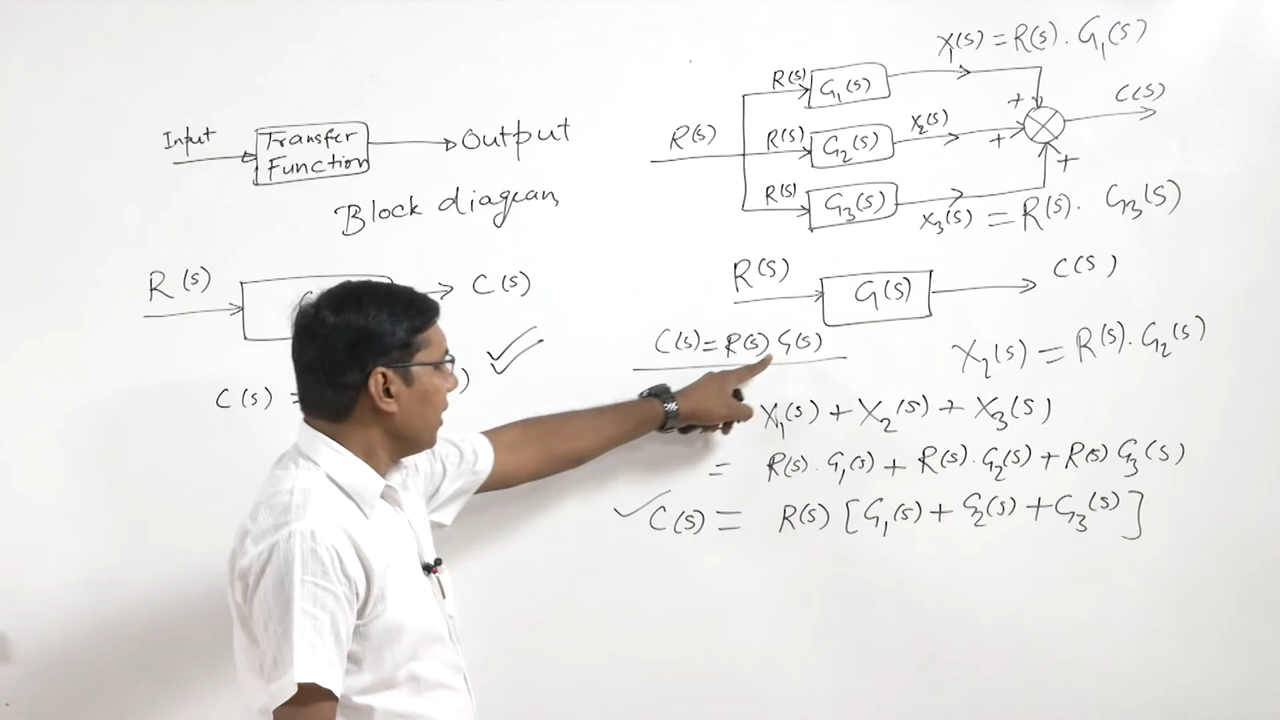 Input
Transfer
Function
Output
Block diagram
R(s)
C(s)
C(s) =
)
R(s)
R(s)
G₁(s)
X₁(s) = R(s) . G₁(s)
R(s)
G₂(s)
X₂(s)
R(s)
G₃(s)
X₃(s) = R(s) . G₃(s)
+
+
+
C(s)
R(s)
G(s)
C(s)
C(s) = R(s) G(s)
X₂(s) = R(s) . G₂(s)
X₁(s) + X₂(s) + X₃(s)
= R(s) . G₁(s) + R(s) . G₂(s) + R(s) G₃(s)
C(s) = R(s) [G₁(s) + G₂(s) + G₃(s)]